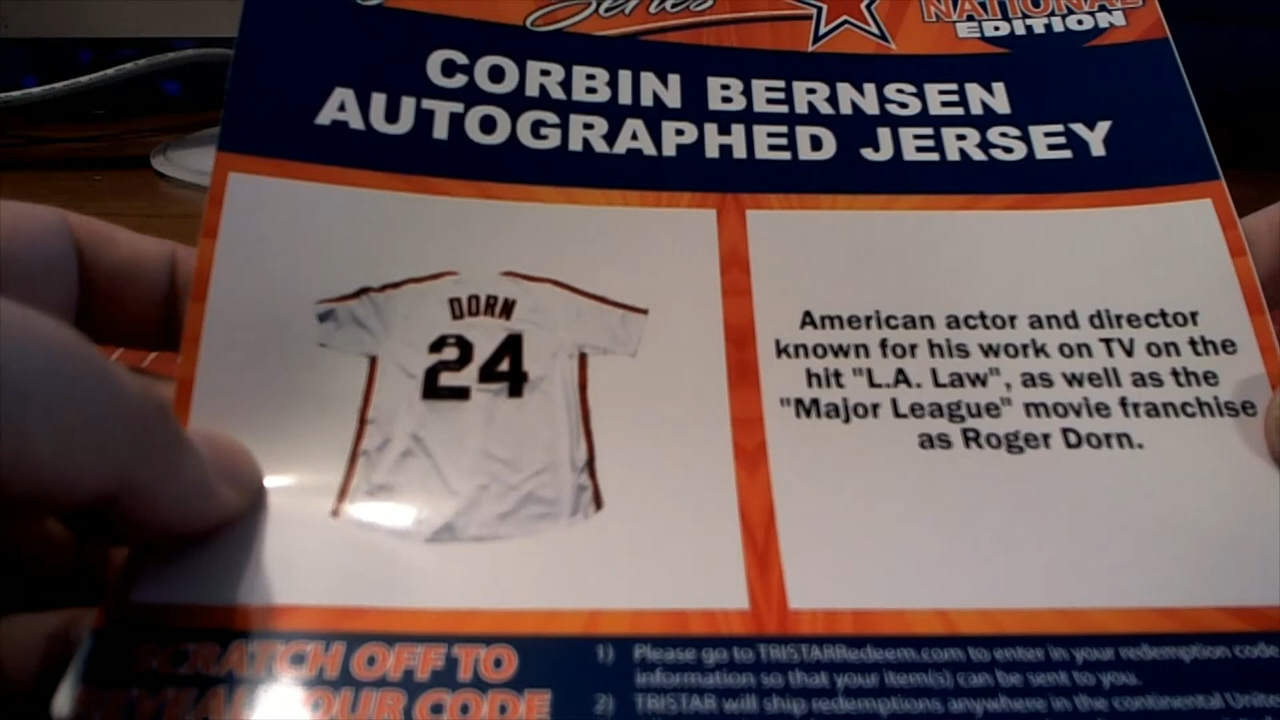 Series
NATIONAL
EDITION
CORBIN BERNSEN
AUTOGRAPHED JERSEY
DORN
24
American actor and director
known for his work on TV on the
hit "L.A. Law", as well as the
"Major League" movie franchise
as Roger Dorn.
SCRATCH OFF TO
REVEAL YOUR CODE
1) Please go to TRISTARRedeem.com to enter in your redemption code
information so that your item(s) can be sent to you.
2) TRISTAR will ship redemptions anywhere in the continental